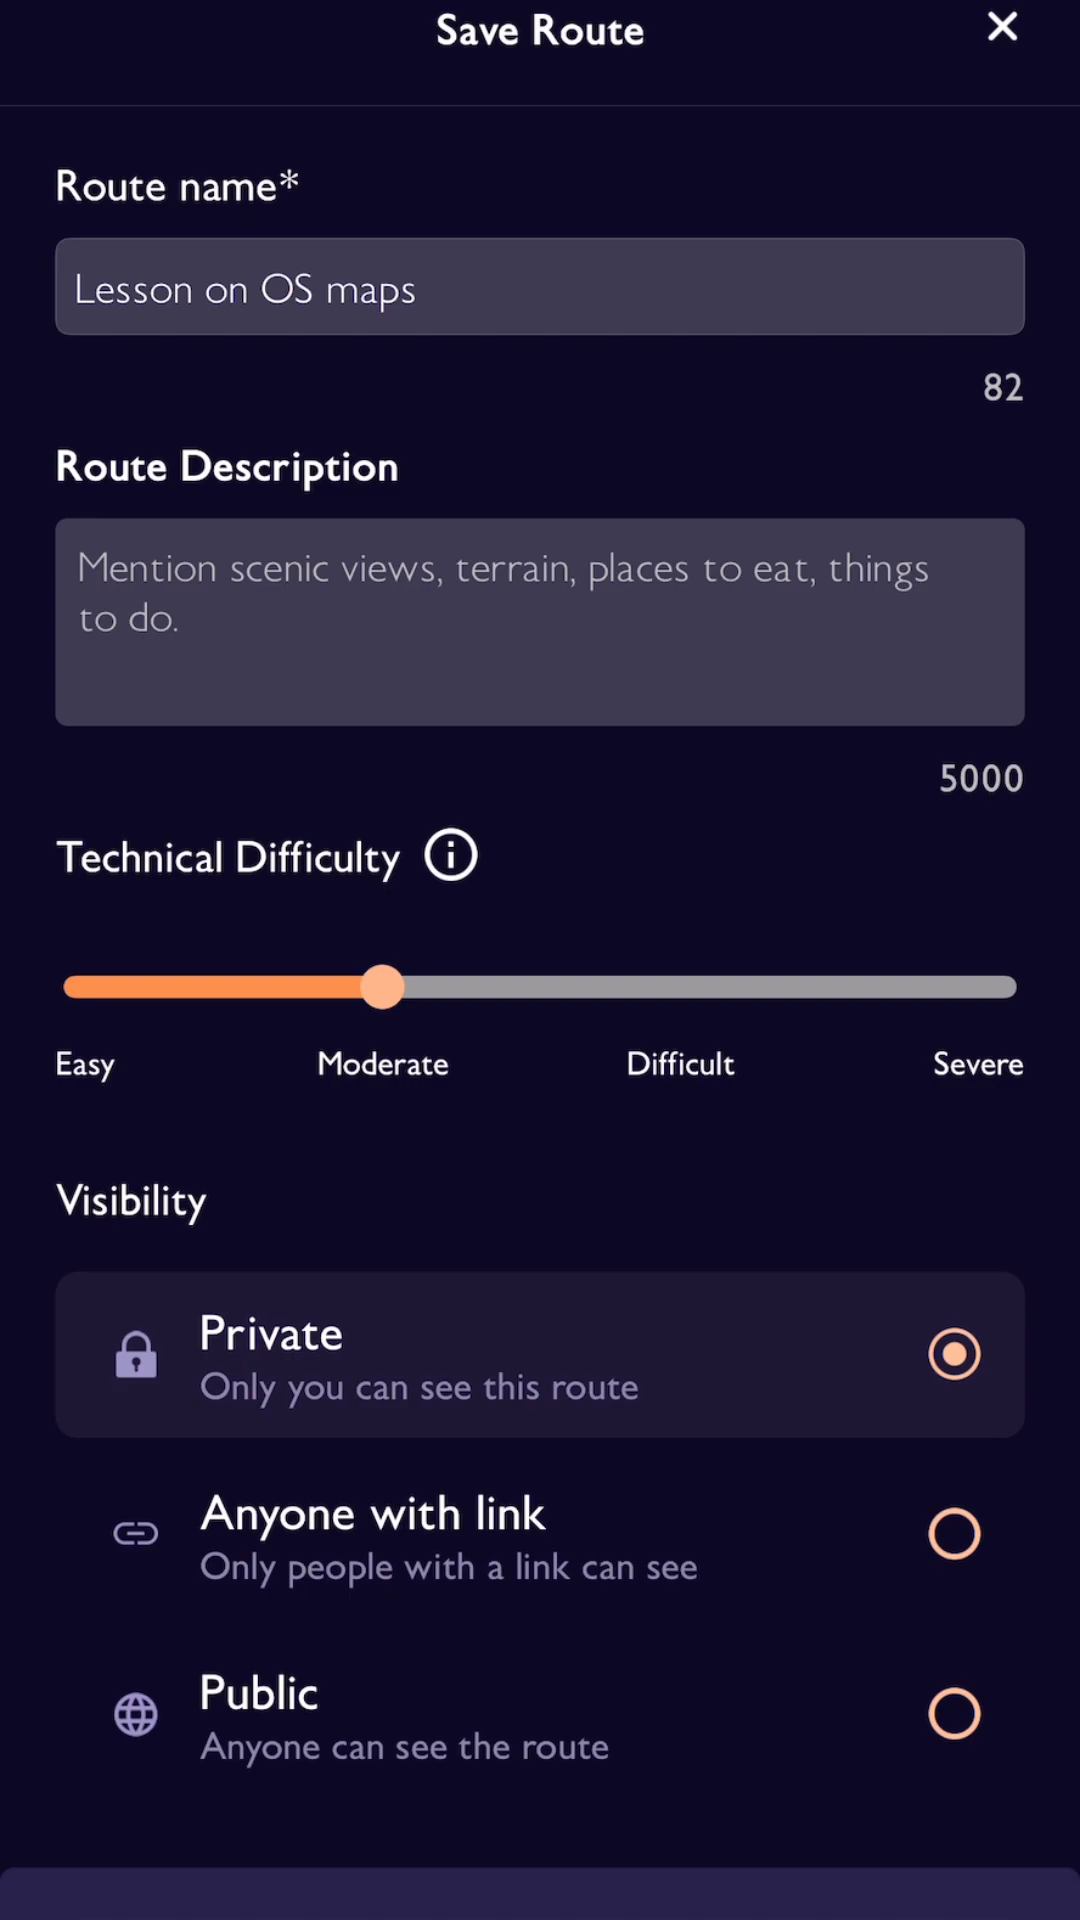 Save Route
Route name*
Lesson on OS maps
82
Route Description
Mention scenic views, terrain, places to eat, things
to do.
5000
Technical Difficulty
Easy Moderate Difficult Severe
Visibility
Private
Only you can see this route
Anyone with link
Only people with a link can see
Public
Anyone can see the route